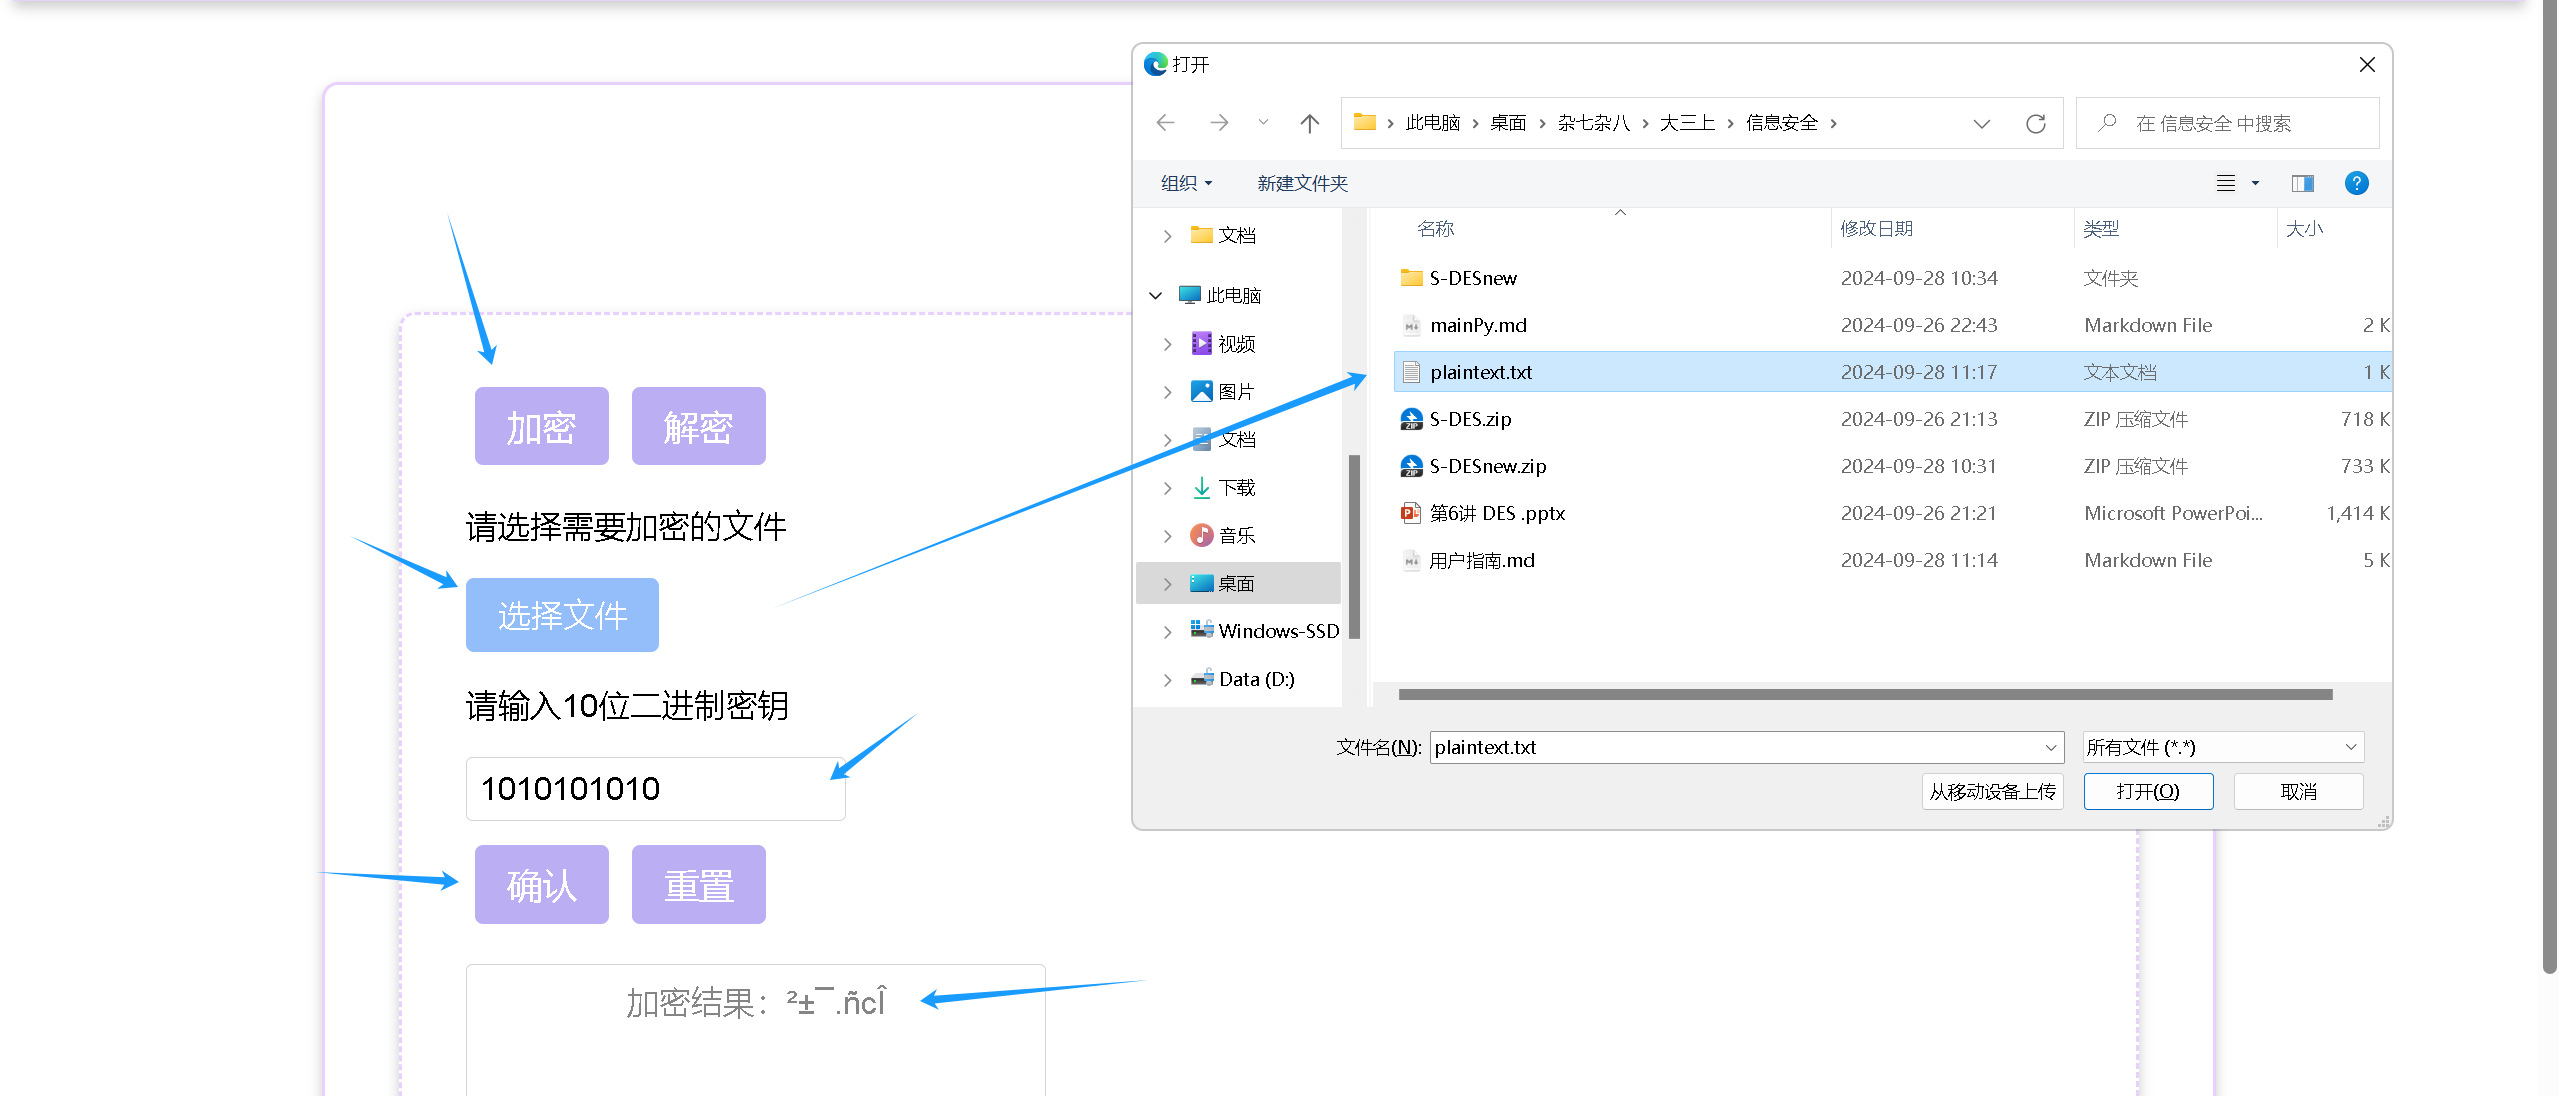 加密 解密
请选择需要加密的文件
选择文件
请输入10位二进制密钥
1010101010
确认 重置
加密结果：²±¯.ñcÎ
打开
此电脑 › 桌面 › 杂七杂八 › 大三上 › 信息安全 ›
在 信息安全 中搜索
组织 新建文件夹
文档
此电脑
视频
图片
文档
下载
音乐
桌面
Windows-SSD
Data (D:)
名称 修改日期 类型 大小
S-DESnew 2024-09-28 10:34 文件夹
mainPy.md 2024-09-26 22:43 Markdown File 2 K
plaintext.txt 2024-09-28 11:17 文本文档 1 K
S-DES.zip 2024-09-26 21:13 ZIP 压缩文件 718 K
S-DESnew.zip 2024-09-28 10:31 ZIP 压缩文件 733 K
第6讲 DES .pptx 2024-09-26 21:21 Microsoft PowerPoi... 1,414 K
用户指南.md 2024-09-28 11:14 Markdown File 5 K
文件名(N): plaintext.txt 所有文件 (*.*)
从移动设备上传 打开(O) 取消